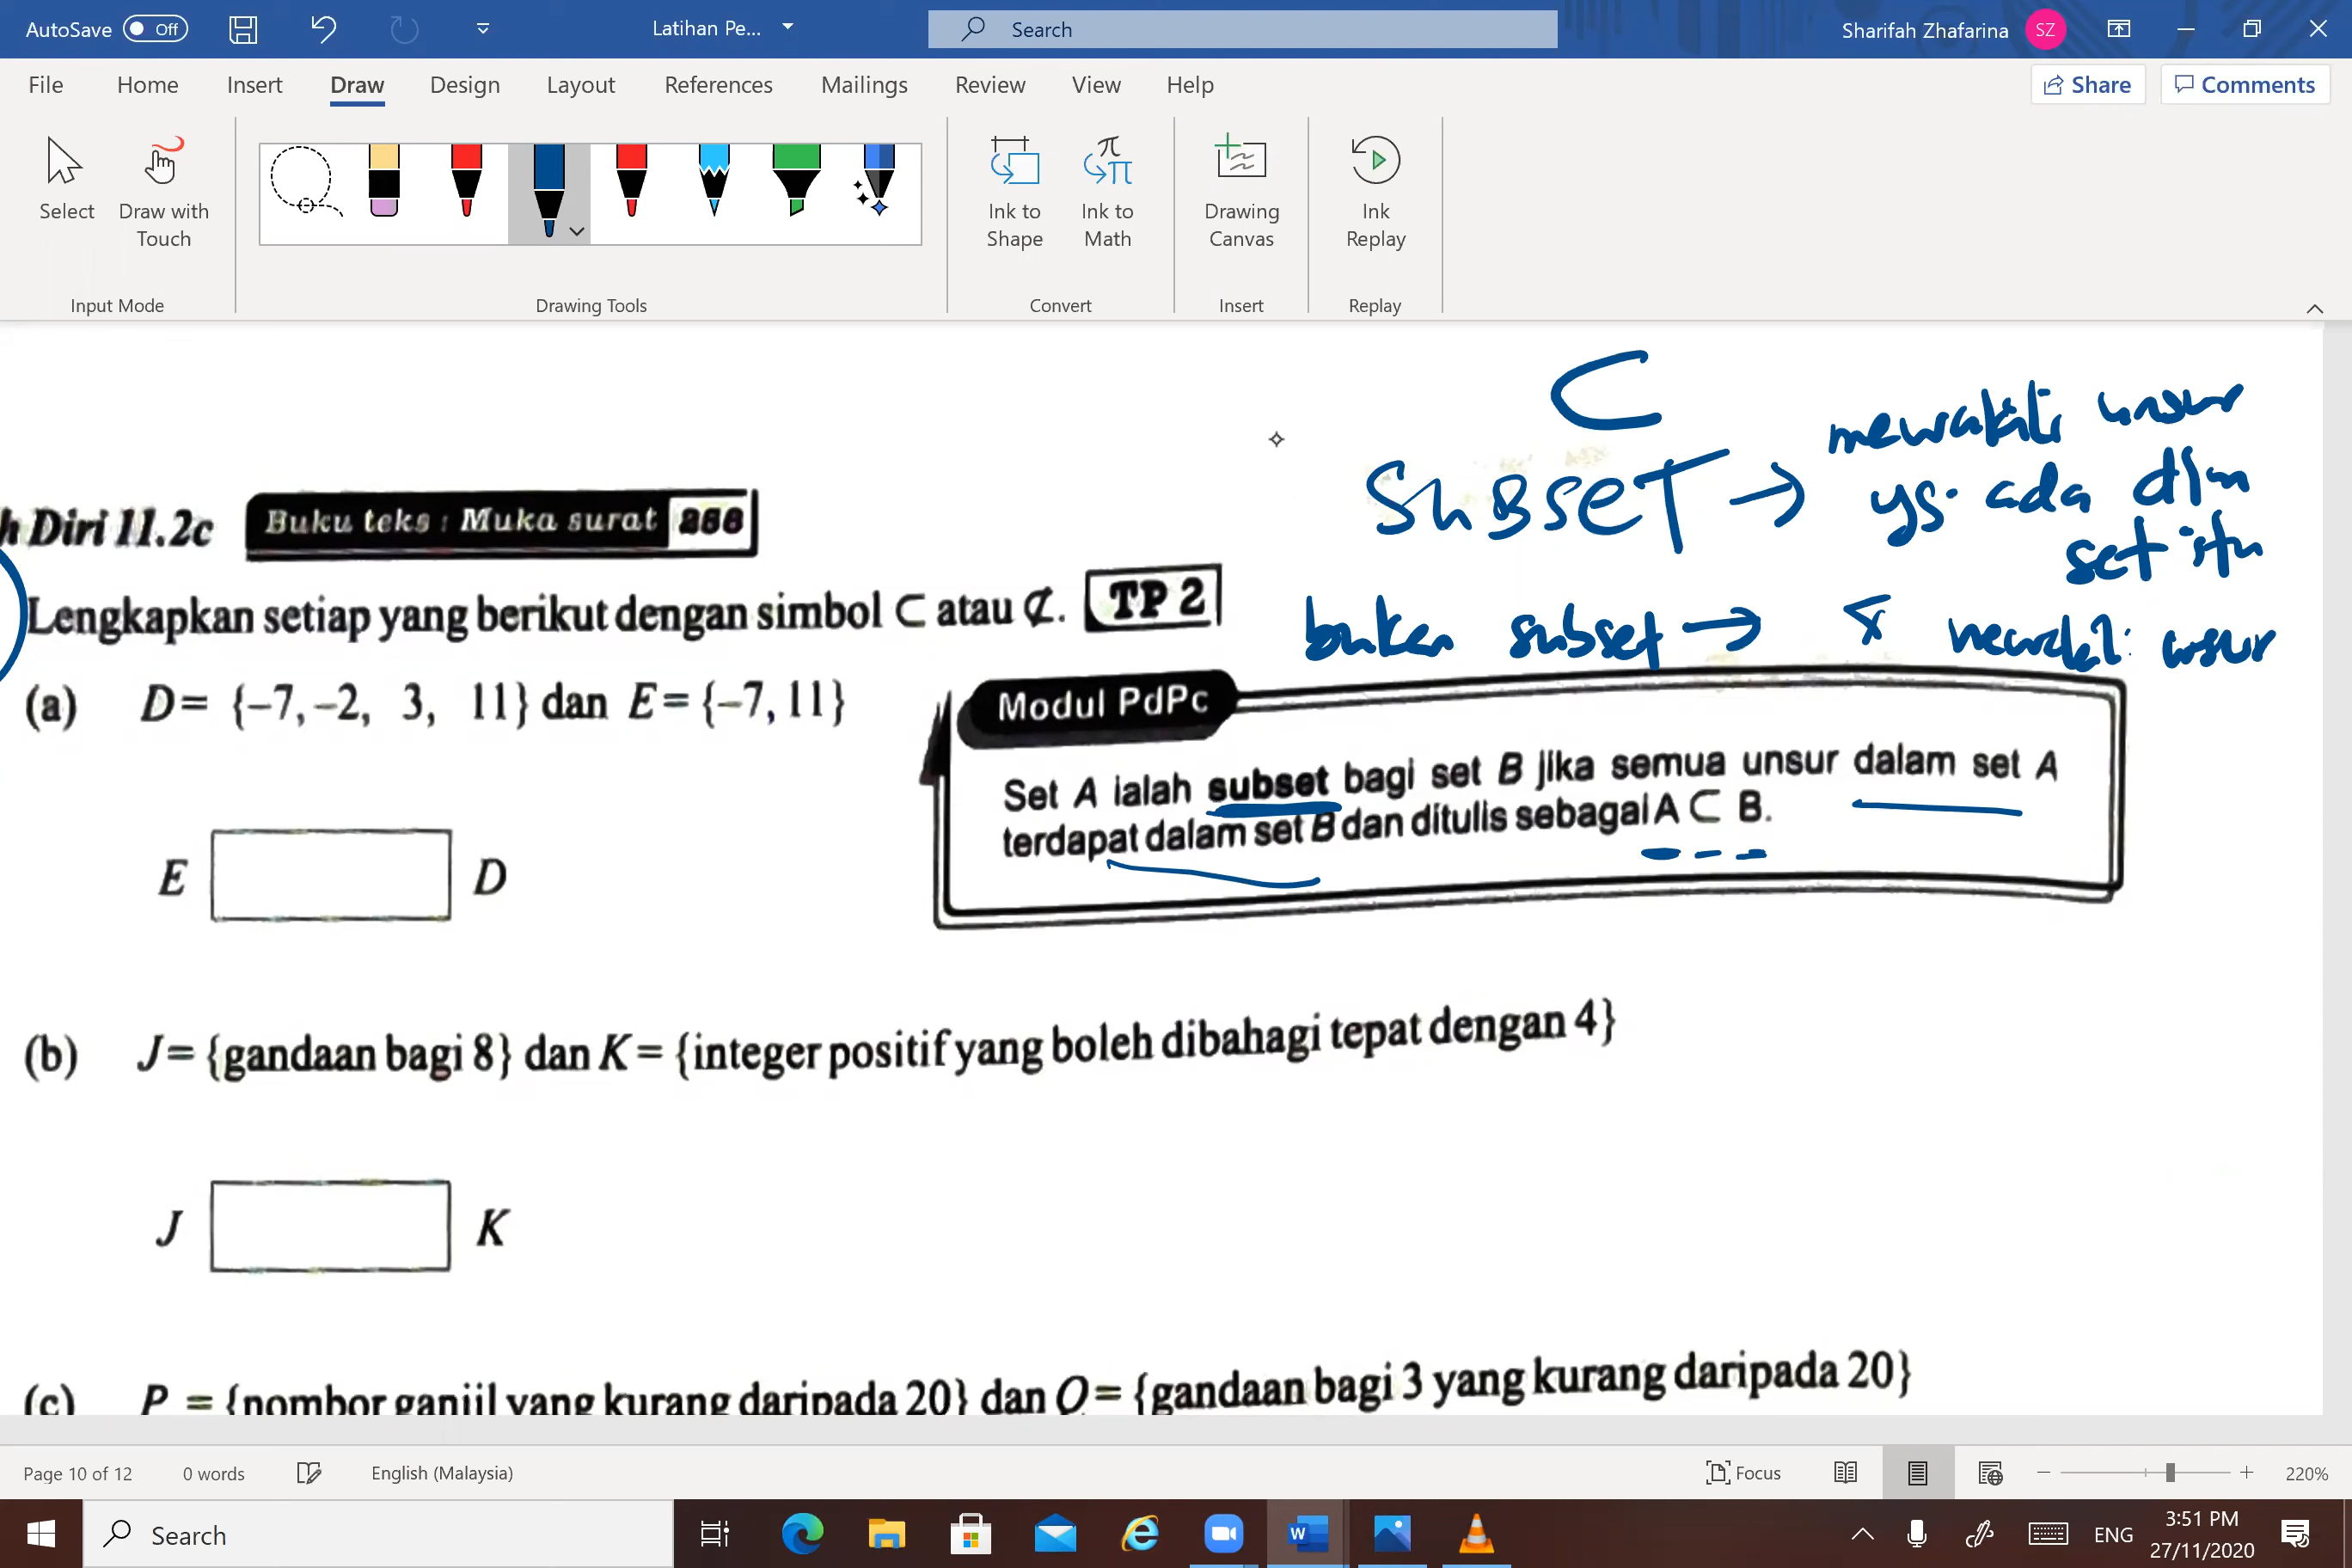 AutoSave Off Latihan Pe... Search Sharifah Zhafarina SZ
File Home Insert Draw Design Layout References Mailings Review View Help Share Comments
Select Draw with Touch Ink to Shape Ink to Math Drawing Canvas Ink Replay
Input Mode Drawing Tools Convert Insert Replay
⊂
SUBSET → mewakili unsur
yg. ada dlm
set itu
bukan subset → x mewakili unsur
h Diri 11.2c Buku teks : Muka surat 266
Lengkapkan setiap yang berikut dengan simbol ⊂ atau ⊄. TP 2
(a) D = {–7, –2, 3, 11} dan E = {–7, 11}
Modul PdPc
Set A ialah subset bagi set B jika semua unsur dalam set A
terdapat dalam set B dan ditulis sebagai A ⊂ B.
E D
(b) J = {gandaan bagi 8} dan K = {integer positif yang boleh dibahagi tepat dengan 4}
J K
(c) P = {nombor ganjil yang kurang daripada 20} dan Q = {gandaan bagi 3 yang kurang daripada 20}
Page 10 of 12 0 words English (Malaysia) Focus 220%
Search ENG 3:51 PM
27/11/2020